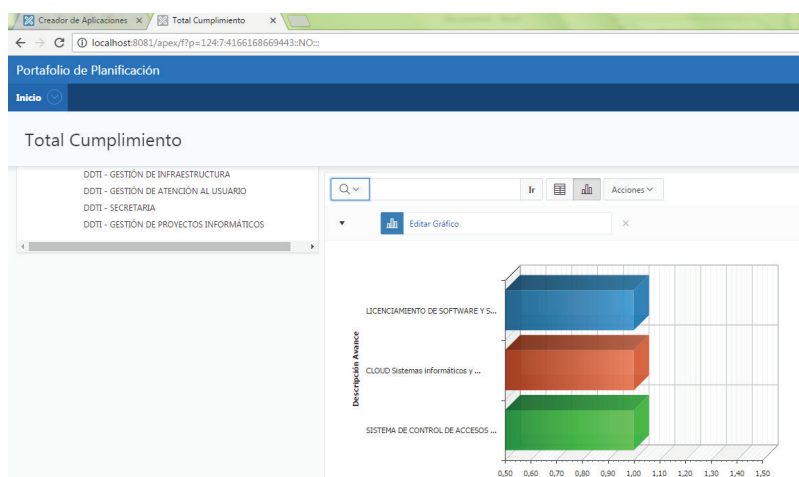 Creador de Aplicaciones
Total Cumplimiento
localhost:8081/apex/f?p=124:7:4166168669443::NO:::
Portafolio de Planificación
Inicio
Total Cumplimiento
DDTI - GESTIÓN DE INFRAESTRUCTURA
DDTI - GESTIÓN DE ATENCIÓN AL USUARIO
DDTI - SECRETARIA
DDTI - GESTIÓN DE PROYECTOS INFORMÁTICOS
Ir
Acciones
Editar Gráfico
Descripción Avance
LICENCIAMIENTO DE SOFTWARE Y S...
CLOUD Sistemas informáticos y ...
SISTEMA DE CONTROL DE ACCESOS ...
0,50 0,60 0,70 0,80 0,90 1,00 1,10 1,20 1,30 1,40 1,50